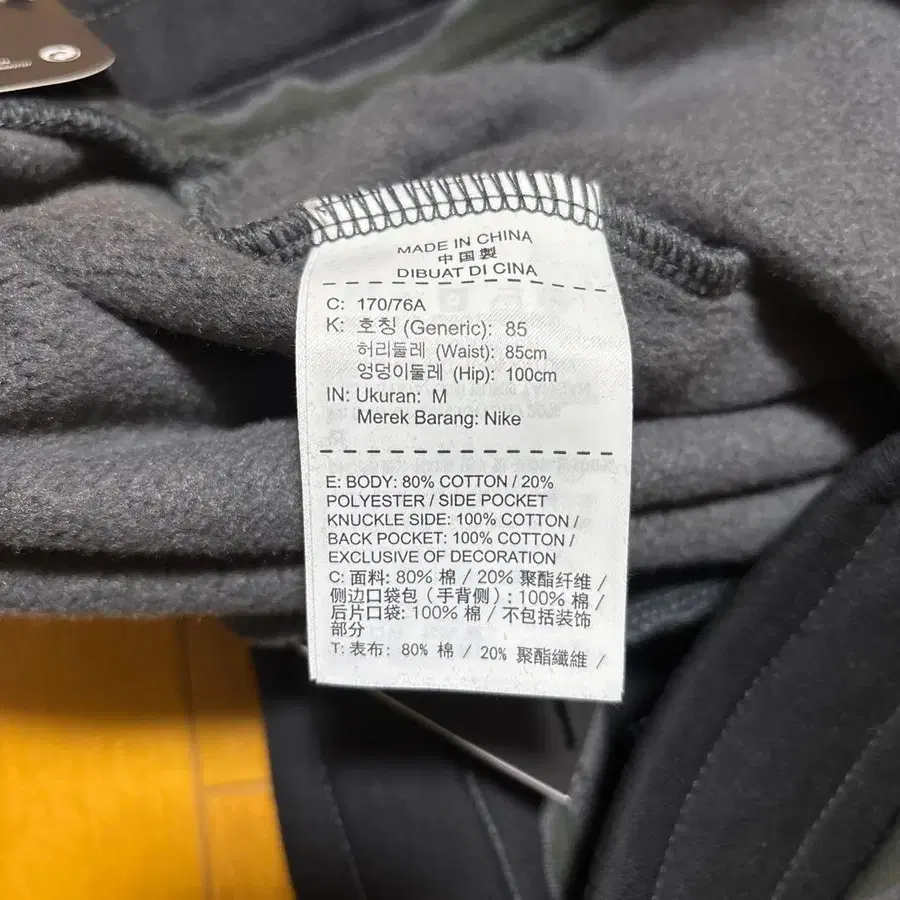 MADE IN CHINA
中国製
DIBUAT DI CINA
C: 170/76A
K: 호칭 (Generic): 85
허리둘레 (Waist): 85cm
엉덩이둘레 (Hip): 100cm
IN: Ukuran: M
Merek Barang: Nike
E: BODY: 80% COTTON / 20%
POLYESTER / SIDE POCKET
KNUCKLE SIDE: 100% COTTON /
BACK POCKET: 100% COTTON /
EXCLUSIVE OF DECORATION
C: 面料: 80% 棉 / 20% 聚酯纤维 /
侧边口袋包 (手背侧) : 100% 棉 /
后片口袋: 100% 棉 / 不包括装饰
部分
T: 表布: 80% 棉 / 20% 聚酯纖維 /